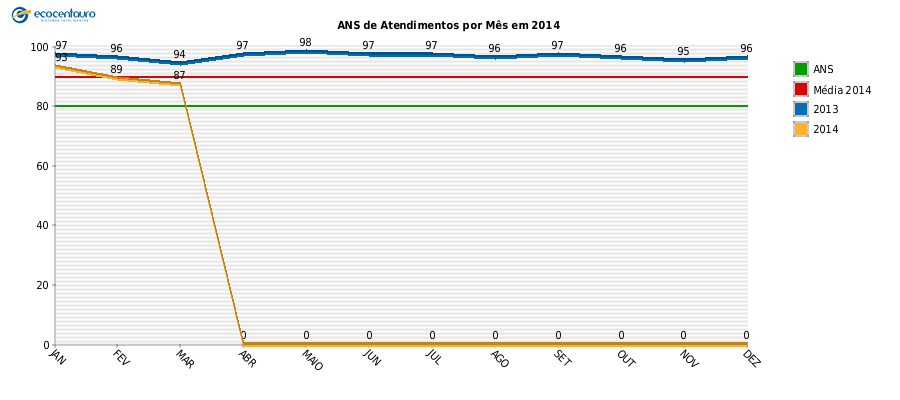 ecocentauro
ANS de Atendimentos por Mês em 2014
100
80
60
40
20
0
97 96 94 97 98 97 97 96 97 96 95 96
93 89 87 0 0 0 0 0 0 0 0 0
JAN FEV MAR ABR MAIO JUN JUL AGO SET OUT NOV DEZ
ANS
Média 2014
2013
2014